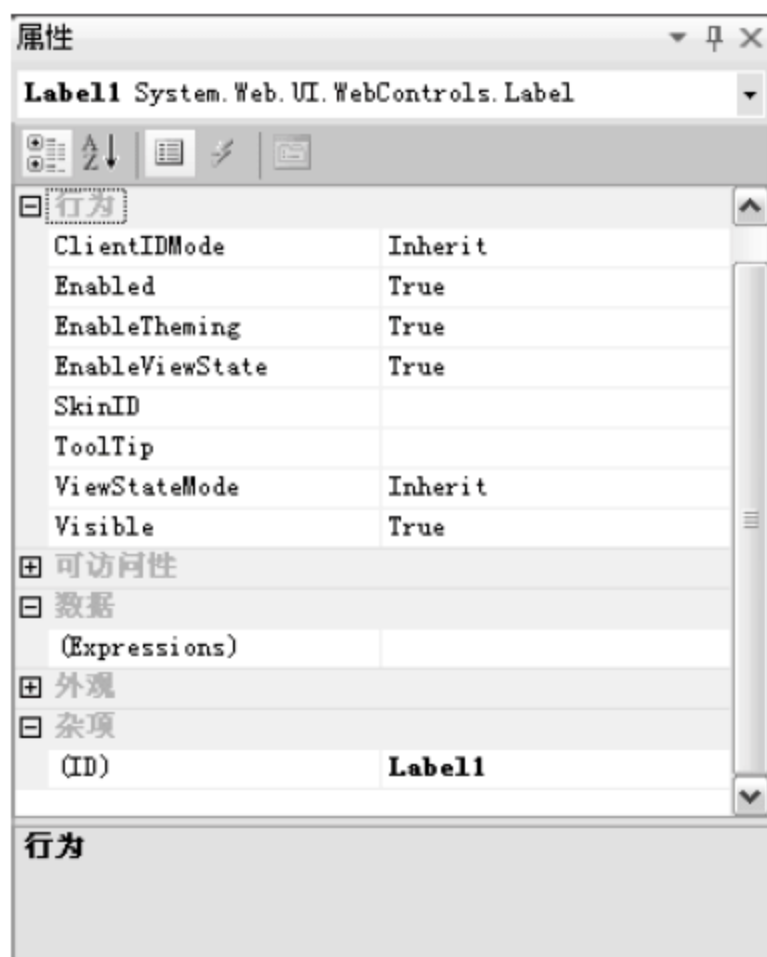 属性
Label1 System.Web.UI.WebControls.Label
行为
ClientIDMode Inherit
Enabled True
EnableTheming True
EnableViewState True
SkinID
ToolTip
ViewStateMode Inherit
Visible True
可访问性
数据
(Expressions)
外观
杂项
(ID) Label1
行为